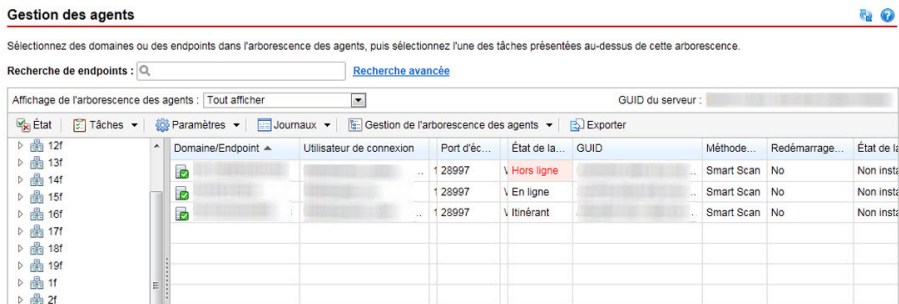 Gestion des agents
Sélectionnez des domaines ou des endpoints dans l'arborescence des agents, puis sélectionnez l'une des tâches présentées au-dessus de cette arborescence.
Recherche de endpoints : Recherche avancée
Affichage de l'arborescence des agents : Tout afficher GUID du serveur :
État Tâches Paramètres Journaux Gestion de l'arborescence des agents Exporter
Domaine/Endpoint Utilisateur de connexion Port d'éc... État de la... GUID Méthode... Redémarrage... État de la
12f
13f
14f
15f
16f
17f
18f
19f
1f
2f
28997 Hors ligne Smart Scan No Non insta
28997 En ligne Smart Scan No Non insta
28997 Itinérant Smart Scan No Non insta